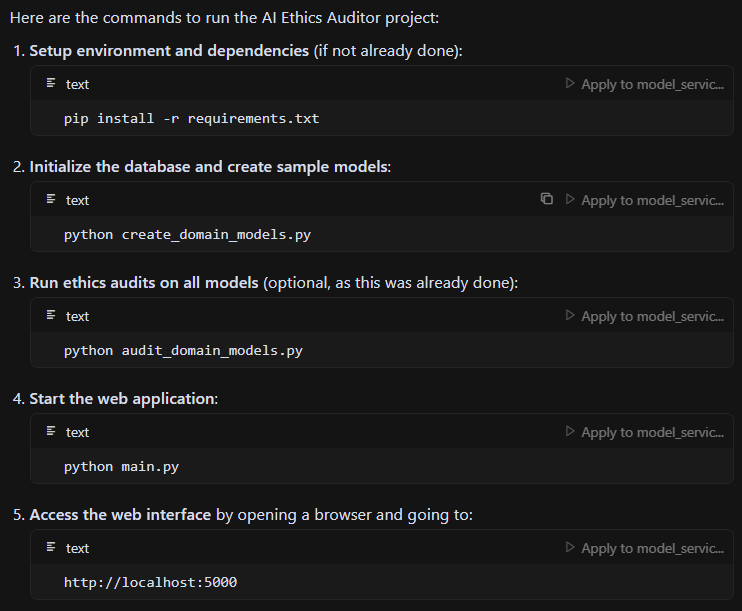 Here are the commands to run the AI Ethics Auditor project:
1. Setup environment and dependencies (if not already done):
text Apply to model_servic...
pip install -r requirements.txt
2. Initialize the database and create sample models:
text Apply to model_servic...
python create_domain_models.py
3. Run ethics audits on all models (optional, as this was already done):
text Apply to model_servic...
python audit_domain_models.py
4. Start the web application:
text Apply to model_servic...
python main.py
5. Access the web interface by opening a browser and going to:
text Apply to model_servic...
http://localhost:5000